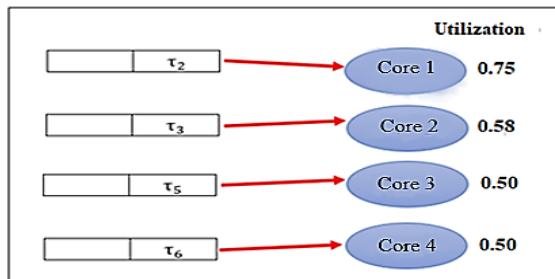 Utilization
τ2 Core 1 0.75
τ3 Core 2 0.58
τ5 Core 3 0.50
τ6 Core 4 0.50